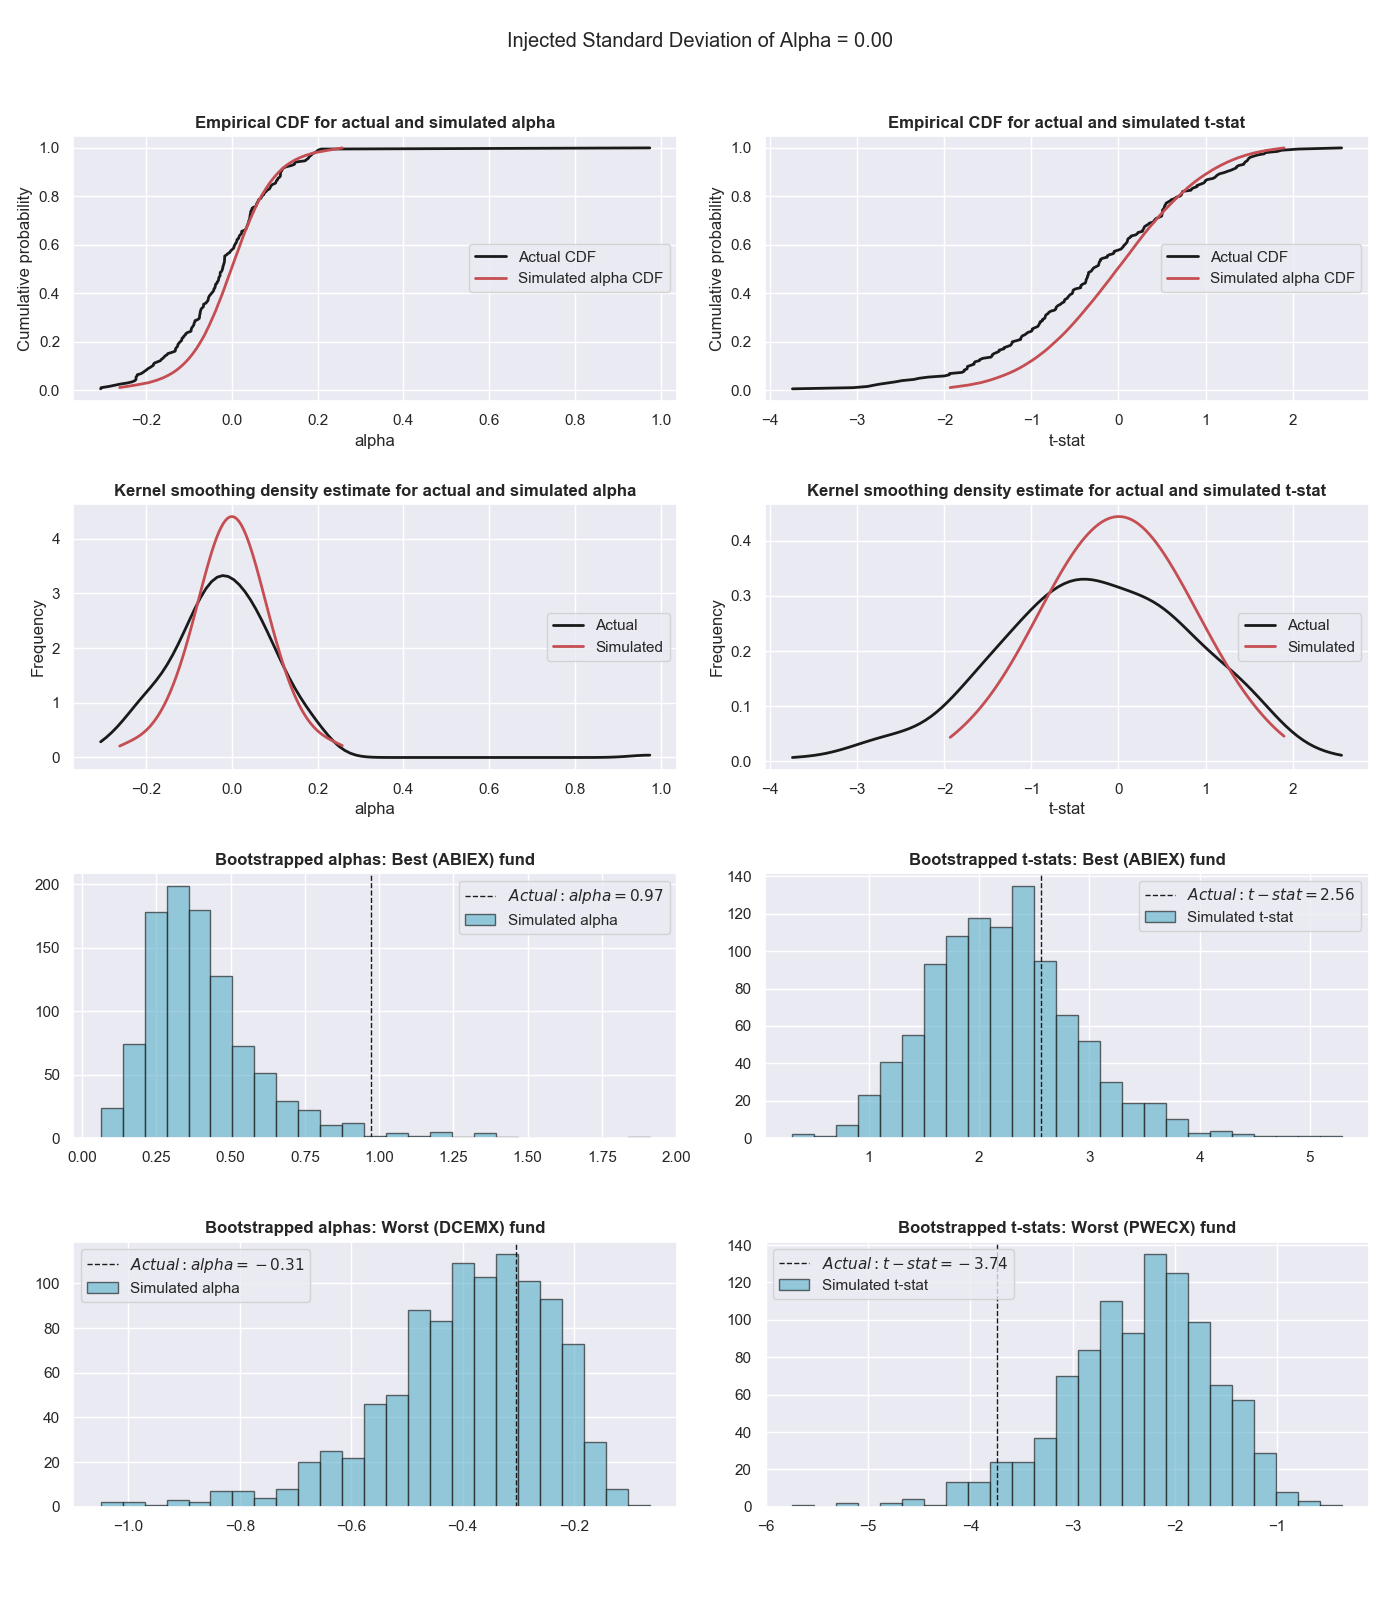 Injected Standard Deviation of Alpha = 0.00
Empirical CDF for actual and simulated alpha
Cumulative probability
1.0
0.8
0.6
0.4
0.2
0.0
Actual CDF
Simulated alpha CDF
−0.2 0.0 0.2 0.4 0.6 0.8 1.0
alpha
Empirical CDF for actual and simulated t-stat
Cumulative probability
1.0
0.8
0.6
0.4
0.2
0.0
Actual CDF
Simulated alpha CDF
−4 −3 −2 −1 0 1 2
t-stat
Kernel smoothing density estimate for actual and simulated alpha
Frequency
4
3
2
1
0
Actual
Simulated
−0.2 0.0 0.2 0.4 0.6 0.8 1.0
alpha
Kernel smoothing density estimate for actual and simulated t-stat
Frequency
0.4
0.3
0.2
0.1
0.0
Actual
Simulated
−4 −3 −2 −1 0 1 2
t-stat
Bootstrapped alphas: Best (ABIEX) fund
200
150
100
50
0
Actual : alpha = 0.97
Simulated alpha
0.00 0.25 0.50 0.75 1.00 1.25 1.50 1.75 2.00
Bootstrapped t-stats: Best (ABIEX) fund
140
120
100
80
60
40
20
0
Actual : t − stat = 2.56
Simulated t-stat
1 2 3 4 5
Bootstrapped alphas: Worst (DCEMX) fund
100
80
60
40
20
0
Actual : alpha = −0.31
Simulated alpha
−1.0 −0.8 −0.6 −0.4 −0.2
Bootstrapped t-stats: Worst (PWECX) fund
140
120
100
80
60
40
20
0
Actual : t − stat = −3.74
Simulated t-stat
−6 −5 −4 −3 −2 −1